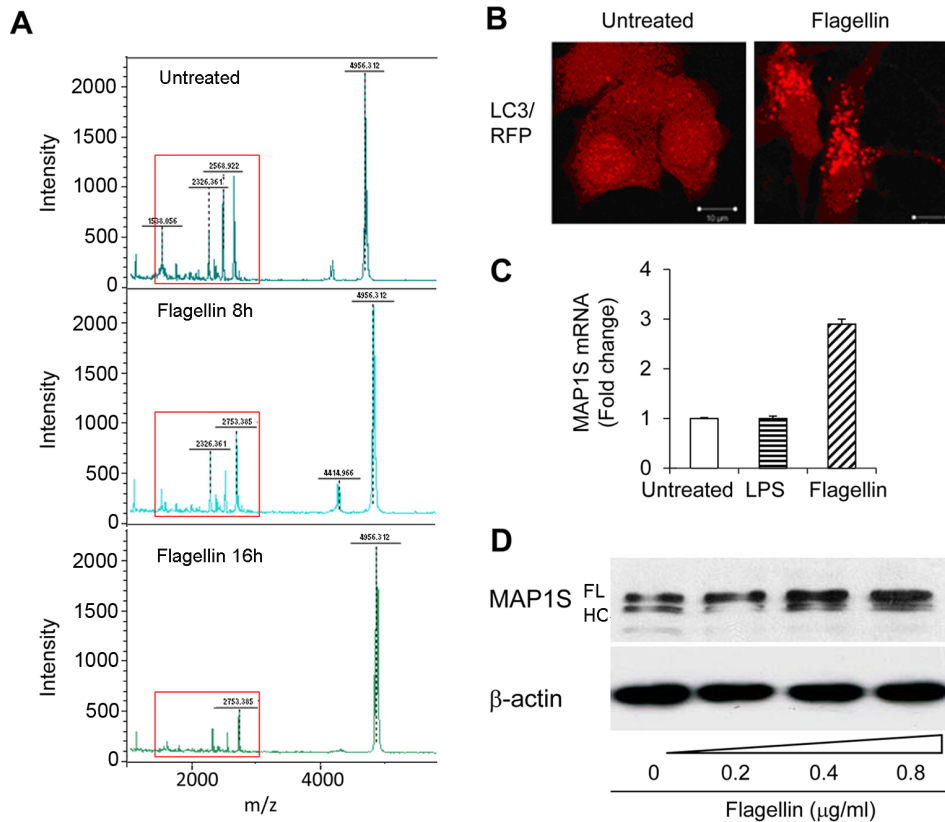 A
Untreated
2000
1500
1000
500
0
Intensity
4956.312
2568.922
2326.361
1538.056
Flagellin 8h
2000
1500
1000
500
0
Intensity
4956.312
2753.385
2326.361
4414.966
Flagellin 16h
2000
1500
1000
500
0
Intensity
4956.312
2753.385
2000
4000
m/z
B
Untreated
Flagellin
LC3/
RFP
10 µm
C
MAP1S mRNA
(Fold change)
4
3
2
1
0
Untreated
LPS
Flagellin
D
MAP1S
FL
HC
β-actin
0
0.2
0.4
0.8
Flagellin (µg/ml)